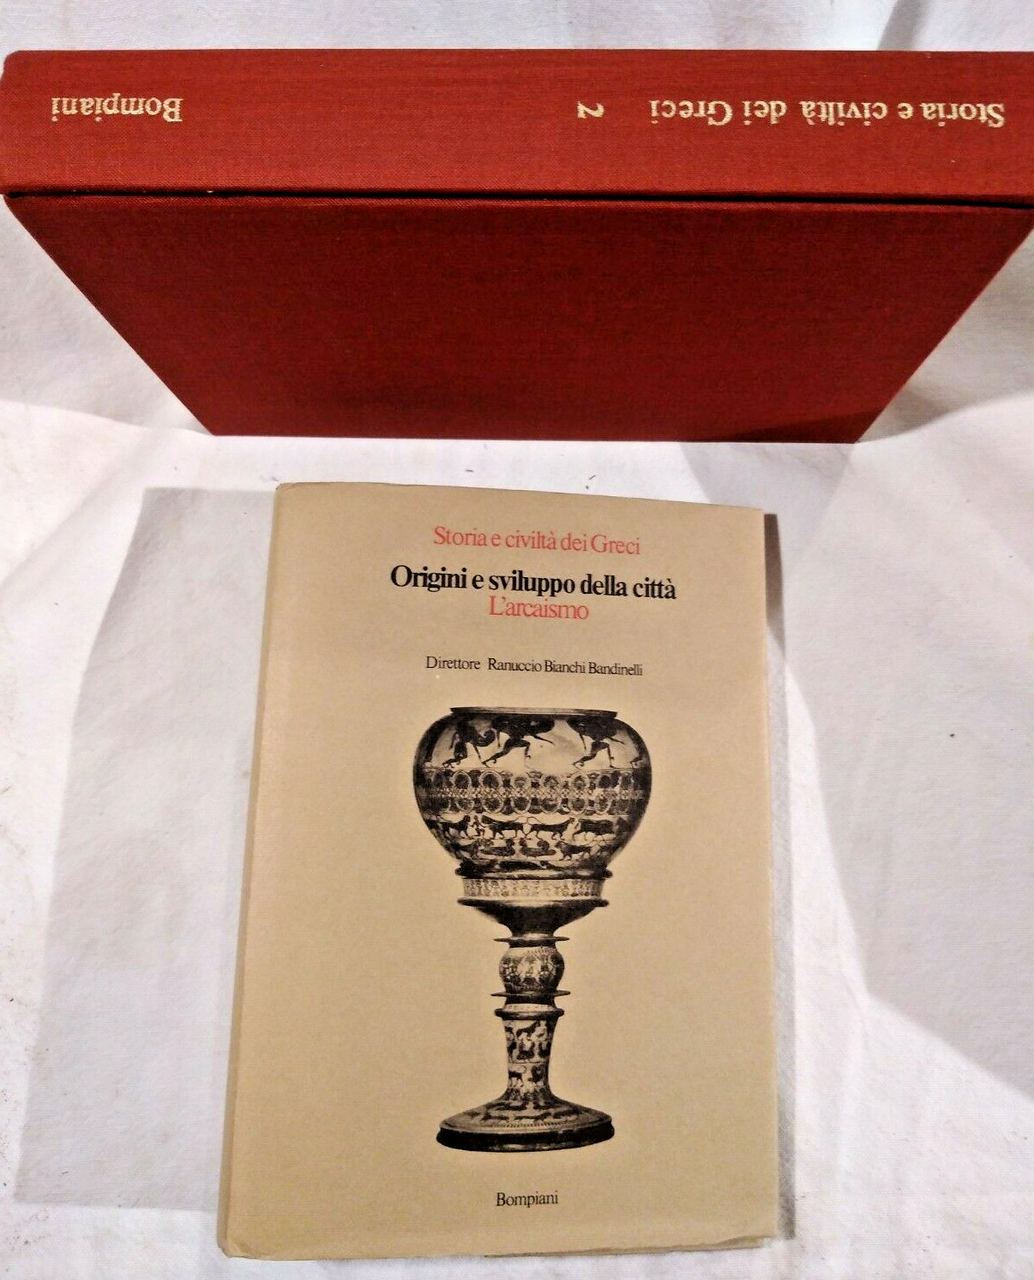 Storia e civiltà dei Greci 2 Bompiani
Storia e civiltà dei Greci
Origini e sviluppo della città
L'arcaismo
Direttore Ranuccio Bianchi Bandinelli
Bompiani